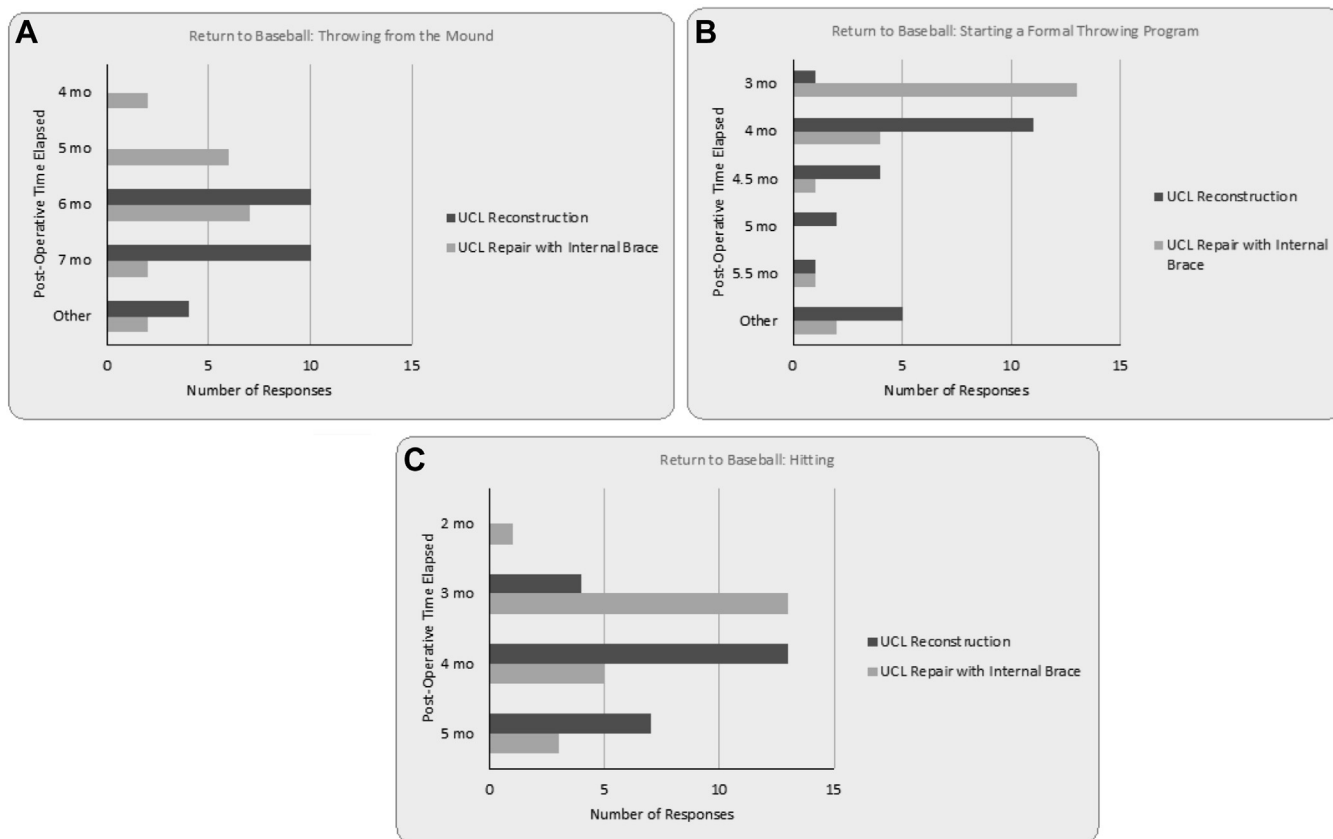 A
Return to Baseball: Throwing from the Mound
Post-Operative Time Elapsed
4 mo
5 mo
6 mo
7 mo
Other
0 5 10 15
Number of Responses
UCL Reconstruction
UCL Repair with Internal Brace
B
Return to Baseball: Starting a Formal Throwing Program
Post-Operative Time Elapsed
3 mo
4 mo
4.5 mo
5 mo
5.5 mo
Other
0 5 10 15
Number of Responses
UCL Reconstruction
UCL Repair with Internal
Brace
C
Return to Baseball: Hitting
Post-Operative Time Elapsed
2 mo
3 mo
4 mo
5 mo
0 5 10 15
Number of Responses
UCL Reconstruction
UCL Repair with Internal Brace